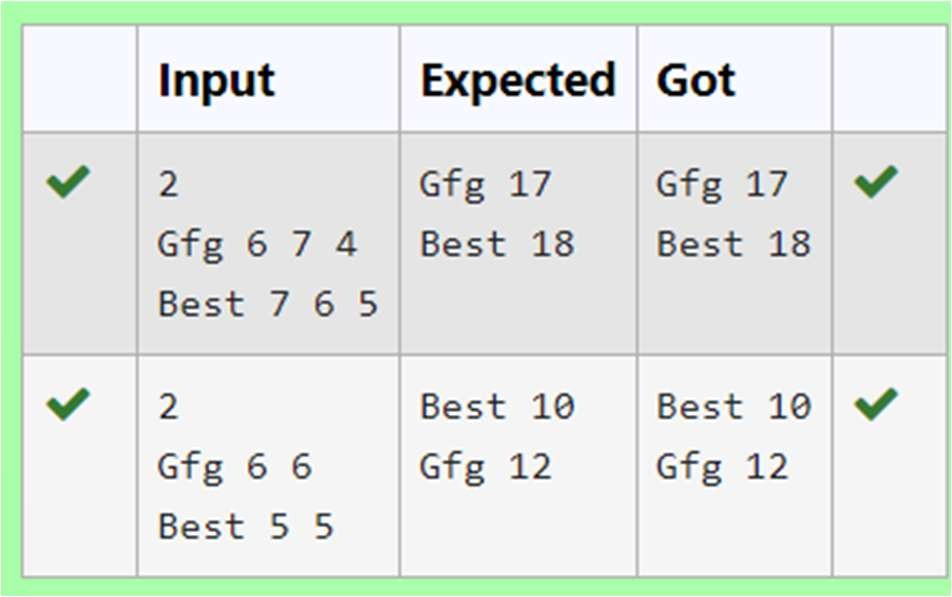 Input Expected Got
2
Gfg 6 7 4
Best 7 6 5
Gfg 17
Best 18
Gfg 17
Best 18
2
Gfg 6 6
Best 5 5
Best 10
Gfg 12
Best 10
Gfg 12